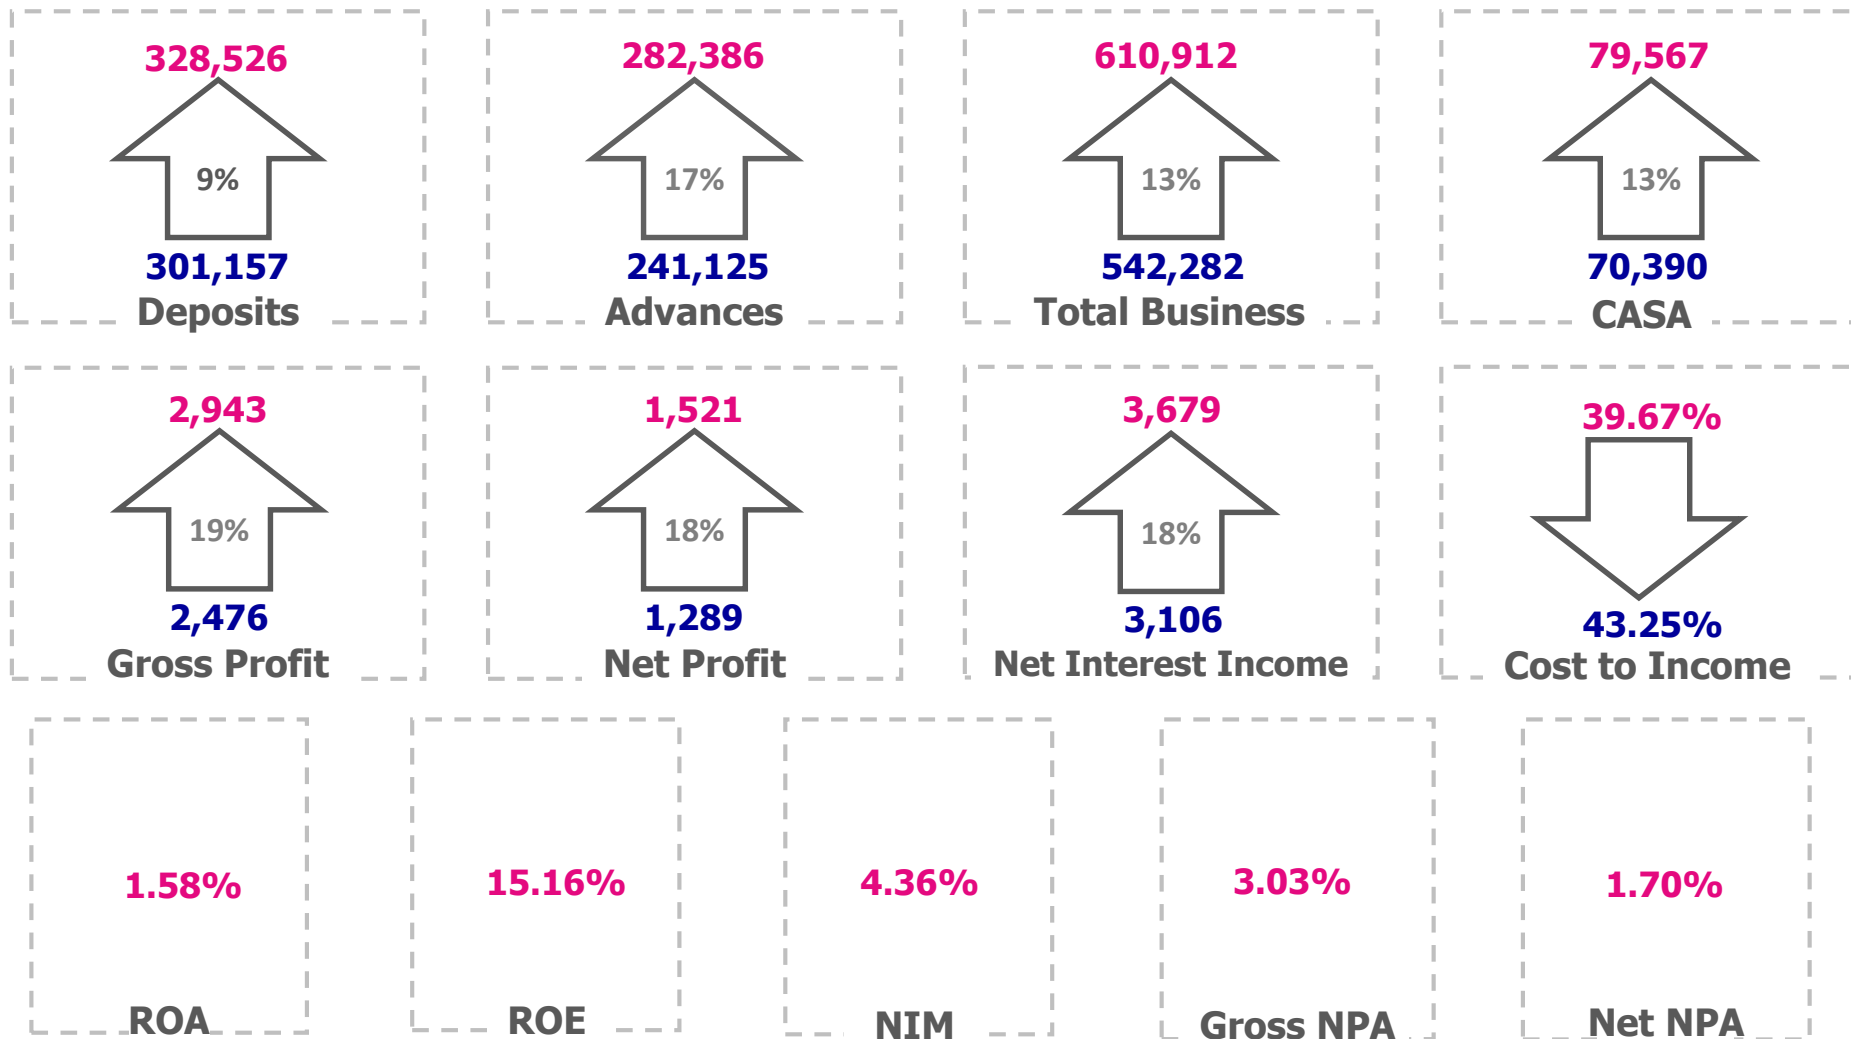 328,526
9%
301,157
Deposits
282,386
17%
241,125
Advances
610,912
13%
542,282
Total Business
79,567
13%
70,390
CASA
2,943
19%
2,476
Gross Profit
1,521
18%
1,289
Net Profit
3,679
18%
3,106
Net Interest Income
39.67%
43.25%
Cost to Income
1.58%
ROA
15.16%
ROE
4.36%
NIM
3.03%
Gross NPA
1.70%
Net NPA